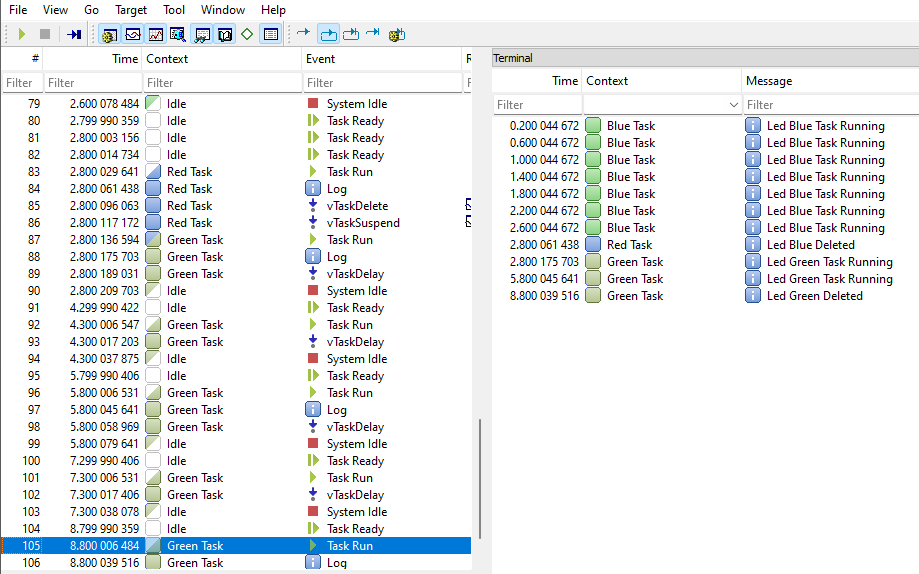 File View Go Target Tool Window Help
# Time Context Event
Filter Filter Filter Filter
79 2.600 078 484 Idle System Idle
80 2.799 990 359 Idle Task Ready
81 2.800 003 156 Idle Task Ready
82 2.800 014 734 Idle Task Ready
83 2.800 029 641 Red Task Task Run
84 2.800 061 438 Red Task Log
85 2.800 096 063 Red Task vTaskDelete
86 2.800 117 172 Red Task vTaskSuspend
87 2.800 136 594 Green Task Task Run
88 2.800 175 703 Green Task Log
89 2.800 189 031 Green Task vTaskDelay
90 2.800 209 703 Idle System Idle
91 4.299 990 422 Idle Task Ready
92 4.300 006 547 Green Task Task Run
93 4.300 017 203 Green Task vTaskDelay
94 4.300 037 875 Idle System Idle
95 5.799 990 406 Idle Task Ready
96 5.800 006 531 Green Task Task Run
97 5.800 045 641 Green Task Log
98 5.800 058 969 Green Task vTaskDelay
99 5.800 079 641 Idle System Idle
100 7.299 990 406 Idle Task Ready
101 7.300 006 531 Green Task Task Run
102 7.300 017 406 Green Task vTaskDelay
103 7.300 038 078 Idle System Idle
104 8.799 990 359 Idle Task Ready
105 8.800 006 484 Green Task Task Run
106 8.800 039 516 Green Task Log
Terminal
Time Context Message
Filter Filter
0.200 044 672 Blue Task Led Blue Task Running
0.600 044 672 Blue Task Led Blue Task Running
1.000 044 672 Blue Task Led Blue Task Running
1.400 044 672 Blue Task Led Blue Task Running
1.800 044 672 Blue Task Led Blue Task Running
2.200 044 672 Blue Task Led Blue Task Running
2.600 044 672 Blue Task Led Blue Task Running
2.800 061 438 Red Task Led Blue Deleted
2.800 175 703 Green Task Led Green Task Running
5.800 045 641 Green Task Led Green Task Running
8.800 039 516 Green Task Led Green Deleted